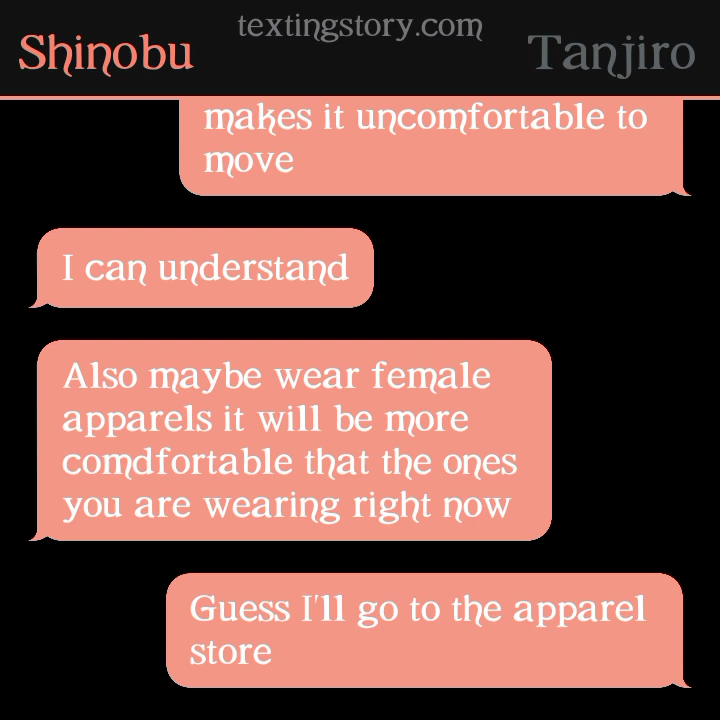 textingstory.com
Shinobu
Tanjiro
makes it uncomfortable to
move
I can understand
Also maybe wear female
apparels it will be more
comdfortable that the ones
you are wearing right now
Guess I'll go to the apparel
store